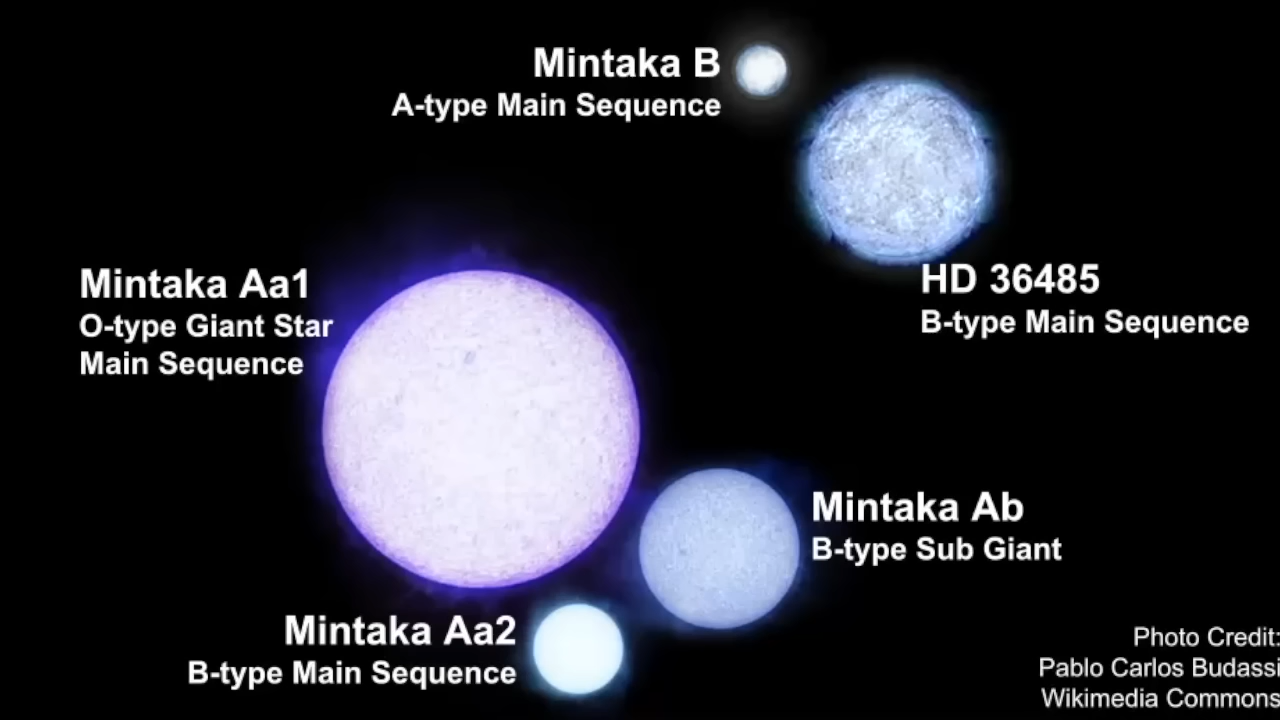 Mintaka B
A-type Main Sequence
Mintaka Aa1
O-type Giant Star
Main Sequence
HD 36485
B-type Main Sequence
Mintaka Ab
B-type Sub Giant
Mintaka Aa2
B-type Main Sequence
Photo Credit:
Pablo Carlos Budassi
Wikimedia Commons